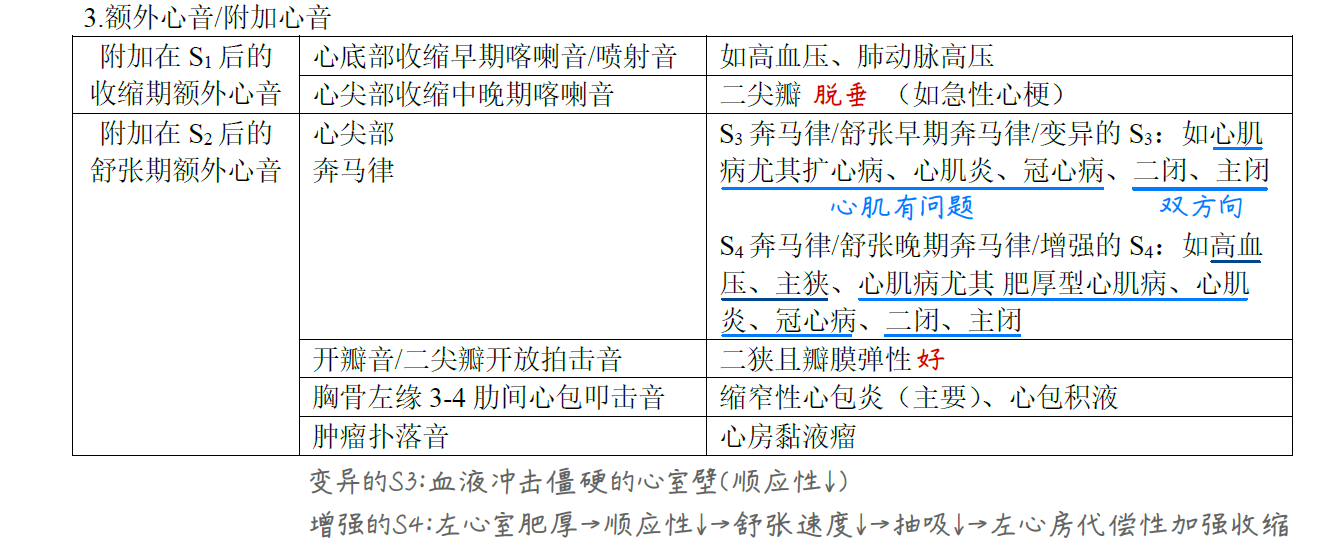 3.额外心音/附加心音
附加在 S₁ 后的
收缩期额外心音
心底部收缩早期喀喇音/喷射音
如高血压、肺动脉高压
心尖部收缩中晚期喀喇音
二尖瓣 脱垂 （如急性心梗）
附加在 S₂ 后的
舒张期额外心音
心尖部
奔马律
S₃ 奔马律/舒张早期奔马律/变异的 S₃：如心肌
病尤其扩心病、心肌炎、冠心病、二闭、主闭
心肌有问题 双方向
S₄ 奔马律/舒张晚期奔马律/增强的 S₄：如高血
压、主狭、心肌病尤其 肥厚型心肌病、心肌
炎、冠心病、二闭、主闭
开瓣音/二尖瓣开放拍击音
二狭且瓣膜弹性好
胸骨左缘 3-4 肋间心包叩击音
缩窄性心包炎（主要）、心包积液
肿瘤扑落音
心房黏液瘤
变异的S3:血液冲击僵硬的心室壁(顺应性↓)
增强的S4:左心室肥厚→顺应性↓→舒张速度↓→抽吸↓→左心房代偿性加强收缩